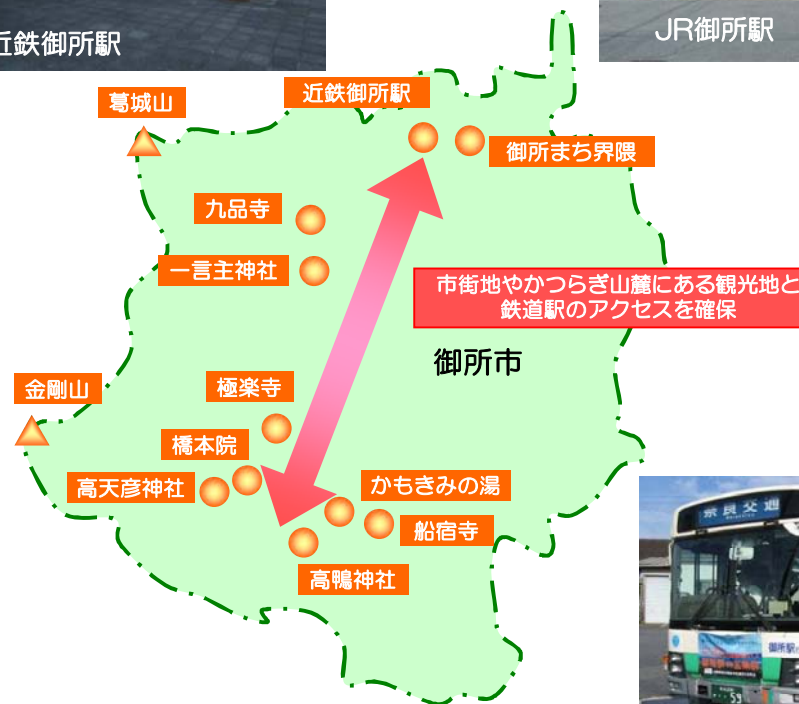 近鉄御所駅
JR御所駅
葛城山
近鉄御所駅
御所まち界隈
九品寺
一言主神社
市街地やかつらぎ山麓にある観光地と
鉄道駅のアクセスを確保
御所市
金剛山
極楽寺
橋本院
高天彦神社
かもきみの湯
船宿寺
高鴨神社
奈良交通
御所駅
59